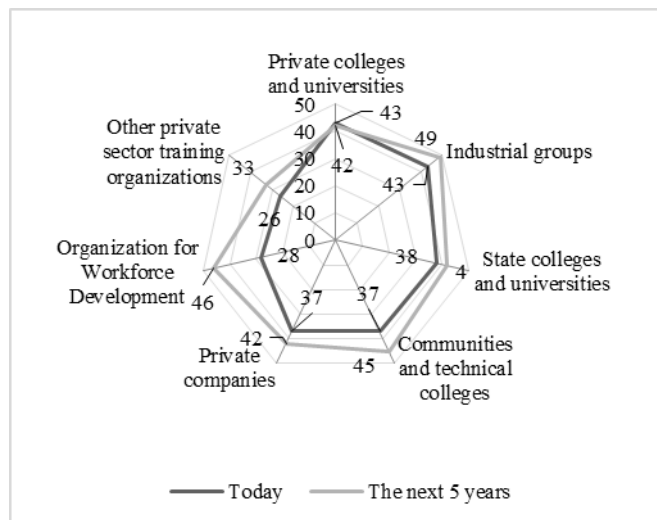 Private colleges
and universities
50
43
49
40
Other private
sector training
organizations
Industrial groups
30
33
42
43
20
10
26
0
38
Organization for
Workforce
Development
28
4
State colleges
and universities
46
37
37
42
Private
companies
45
Communities
and technical
colleges
Today
The next 5 years